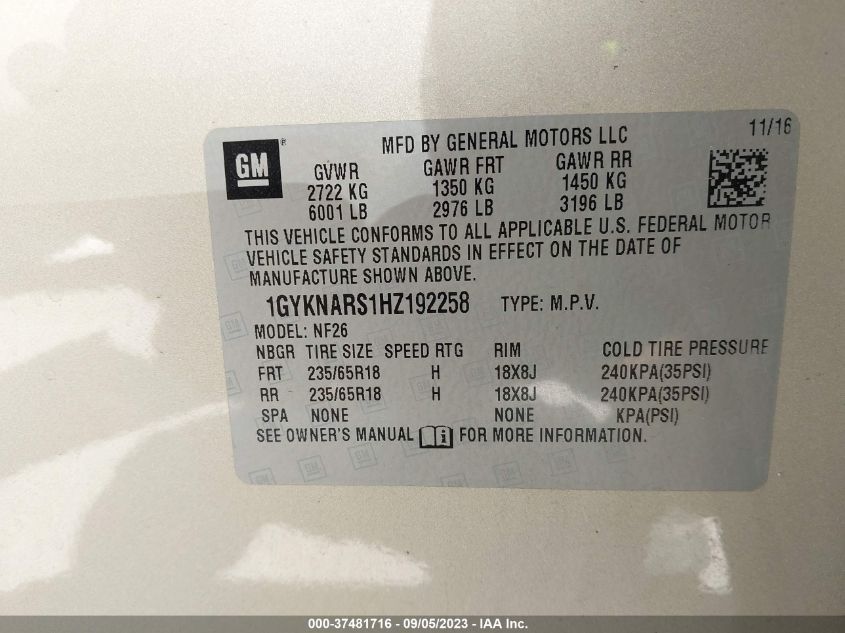 11/16
GM MFD BY GENERAL MOTORS LLC
GVWR GAWR FRT GAWR RR
2722 KG 1350 KG 1450 KG
6001 LB 2976 LB 3196 LB
THIS VEHICLE CONFORMS TO ALL APPLICABLE U.S. FEDERAL MOTOR
VEHICLE SAFETY STANDARDS IN EFFECT ON THE DATE OF
MANUFACTURE SHOWN ABOVE.
1GYKNARS1HZ192258 TYPE: M.P.V.
MODEL: NF26
NBGR TIRE SIZE SPEED RTG RIM COLD TIRE PRESSURE
FRT 235/65R18 H 18X8J 240KPA(35PSI)
RR 235/65R18 H 18X8J 240KPA(35PSI)
SPA NONE NONE KPA(PSI)
SEE OWNER'S MANUAL FOR MORE INFORMATION.
000-37481716 - 09/05/2023 - IAA Inc.